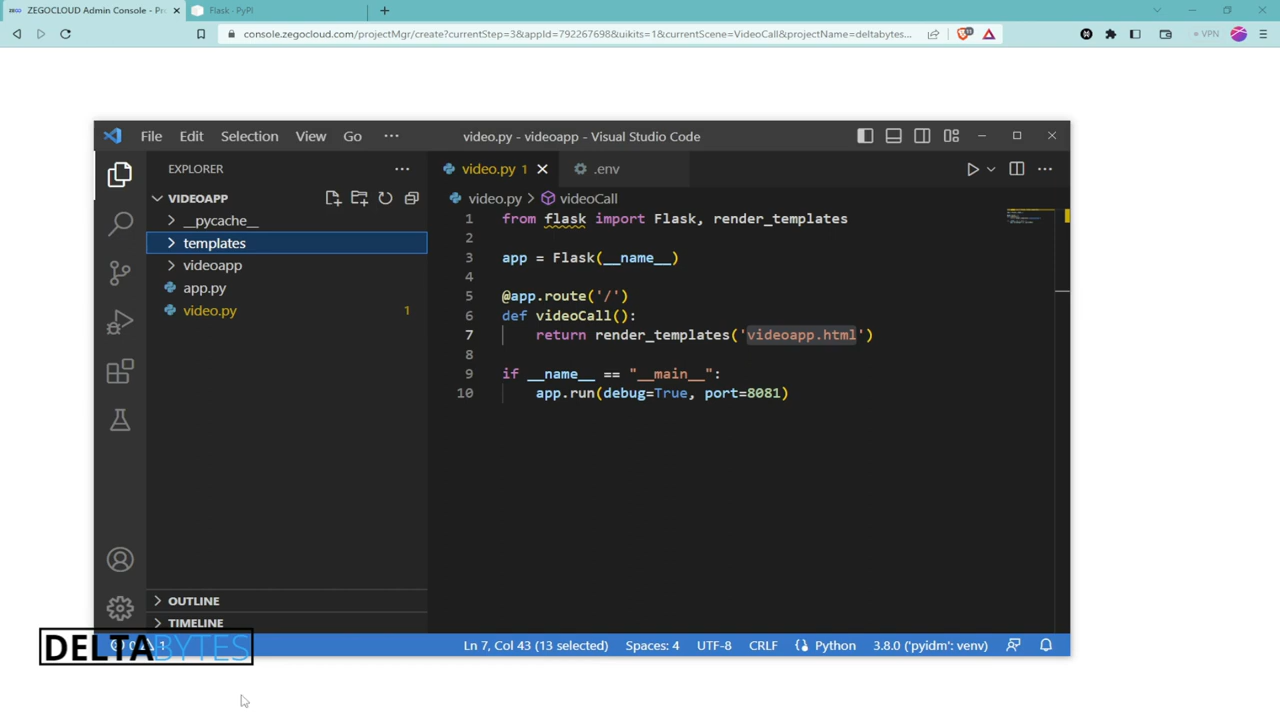 ZEGOCLOUD Admin Console - Pro
Flask · PyPI
console.zegocloud.com/projectMgr/create?currentStep=3&appId=792267698&uikits=1&currentScene=VideoCall&projectName=deltabytes...
VPN
File Edit Selection View Go ···
video.py - videoapp - Visual Studio Code
EXPLORER
VIDEOAPP
__pycache__
templates
videoapp
app.py
video.py 1
OUTLINE
TIMELINE
video.py 1
.env
video.py > videoCall
1 from flask import Flask, render_templates
2
3 app = Flask(__name__)
4
5 @app.route('/')
6 def videoCall():
7 return render_templates('videoapp.html')
8
9 if __name__ == "__main__":
10 app.run(debug=True, port=8081)
DELTABYTES
0 1
Ln 7, Col 43 (13 selected) Spaces: 4 UTF-8 CRLF Python 3.8.0 ('pyidm': venv)